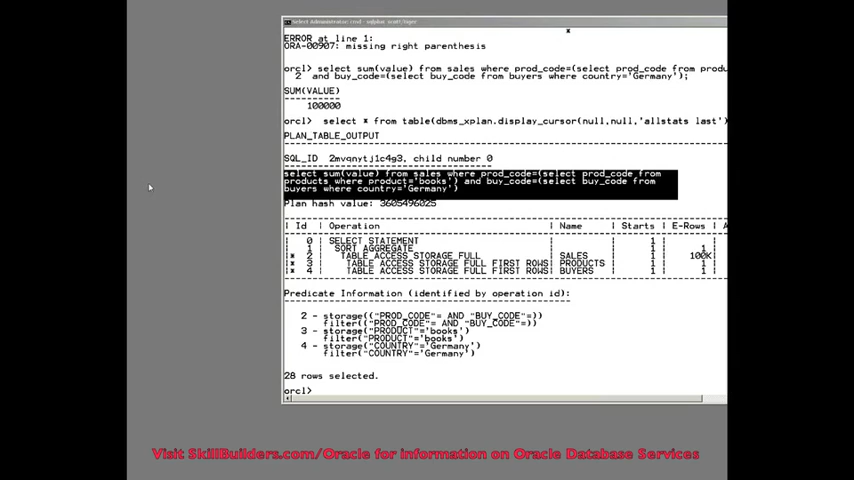 Select Administrator: cmd - sqlplus scott/tiger
ERROR at line 1:
ORA-00907: missing right parenthesis
orcl> select sum(value) from sales where prod_code=(select prod_code from produ
2 and buy_code=(select buy_code from buyers where country='Germany');
SUM(VALUE)
----------
100000
orcl> select * from table(dbms_xplan.display_cursor(null,null,'allstats last')
PLAN_TABLE_OUTPUT
SQL_ID 2mvqnytj1c4g3, child number 0
select sum(value) from sales where prod_code=(select prod_code from
products where product='books') and buy_code=(select buy_code from
buyers where country='Germany')
Plan hash value: 3605496025
| Id | Operation | Name | Starts | E-Rows | A
| 0 | SELECT STATEMENT | | 1 | |
| 1 | SORT AGGREGATE | | 1 | 1 |
|* 2 | TABLE ACCESS STORAGE FULL | SALES | 1 | 100K|
|* 3 | TABLE ACCESS STORAGE FULL FIRST ROWS| PRODUCTS | 1 | 1 |
|* 4 | TABLE ACCESS STORAGE FULL FIRST ROWS| BUYERS | 1 | 1 |
Predicate Information (identified by operation id):
2 - storage(("PROD_CODE"= AND "BUY_CODE"=))
filter(("PROD_CODE"= AND "BUY_CODE"=))
3 - storage("PRODUCT"='books')
filter("PRODUCT"='books')
4 - storage("COUNTRY"='Germany')
filter("COUNTRY"='Germany')
28 rows selected.
orcl>
Visit SkillBuilders.com/Oracle for information on Oracle Database Services